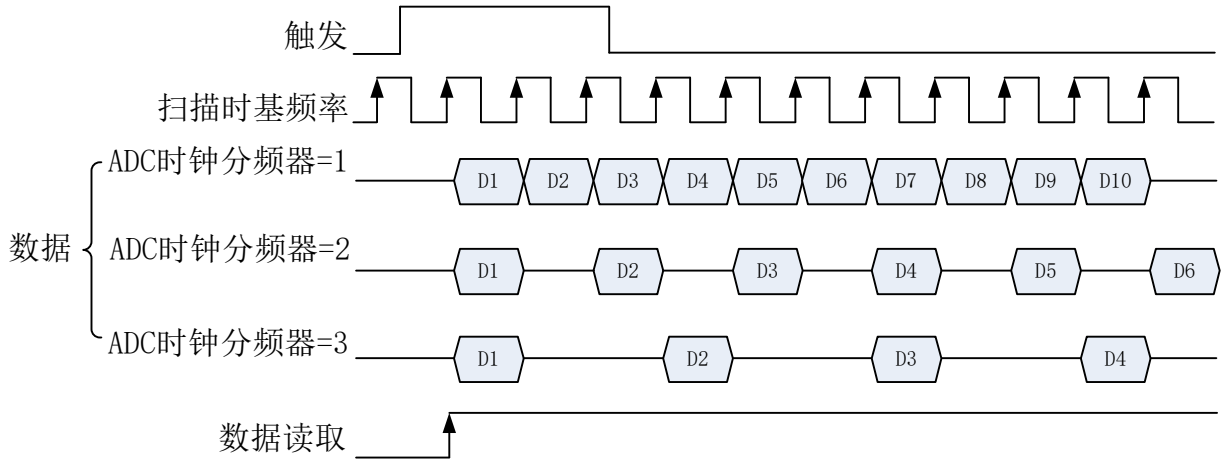 触发
扫描时基频率
数据
ADC时钟分频器=1
D1 D2 D3 D4 D5 D6 D7 D8 D9 D10
ADC时钟分频器=2
D1 D2 D3 D4 D5 D6
ADC时钟分频器=3
D1 D2 D3 D4
数据读取